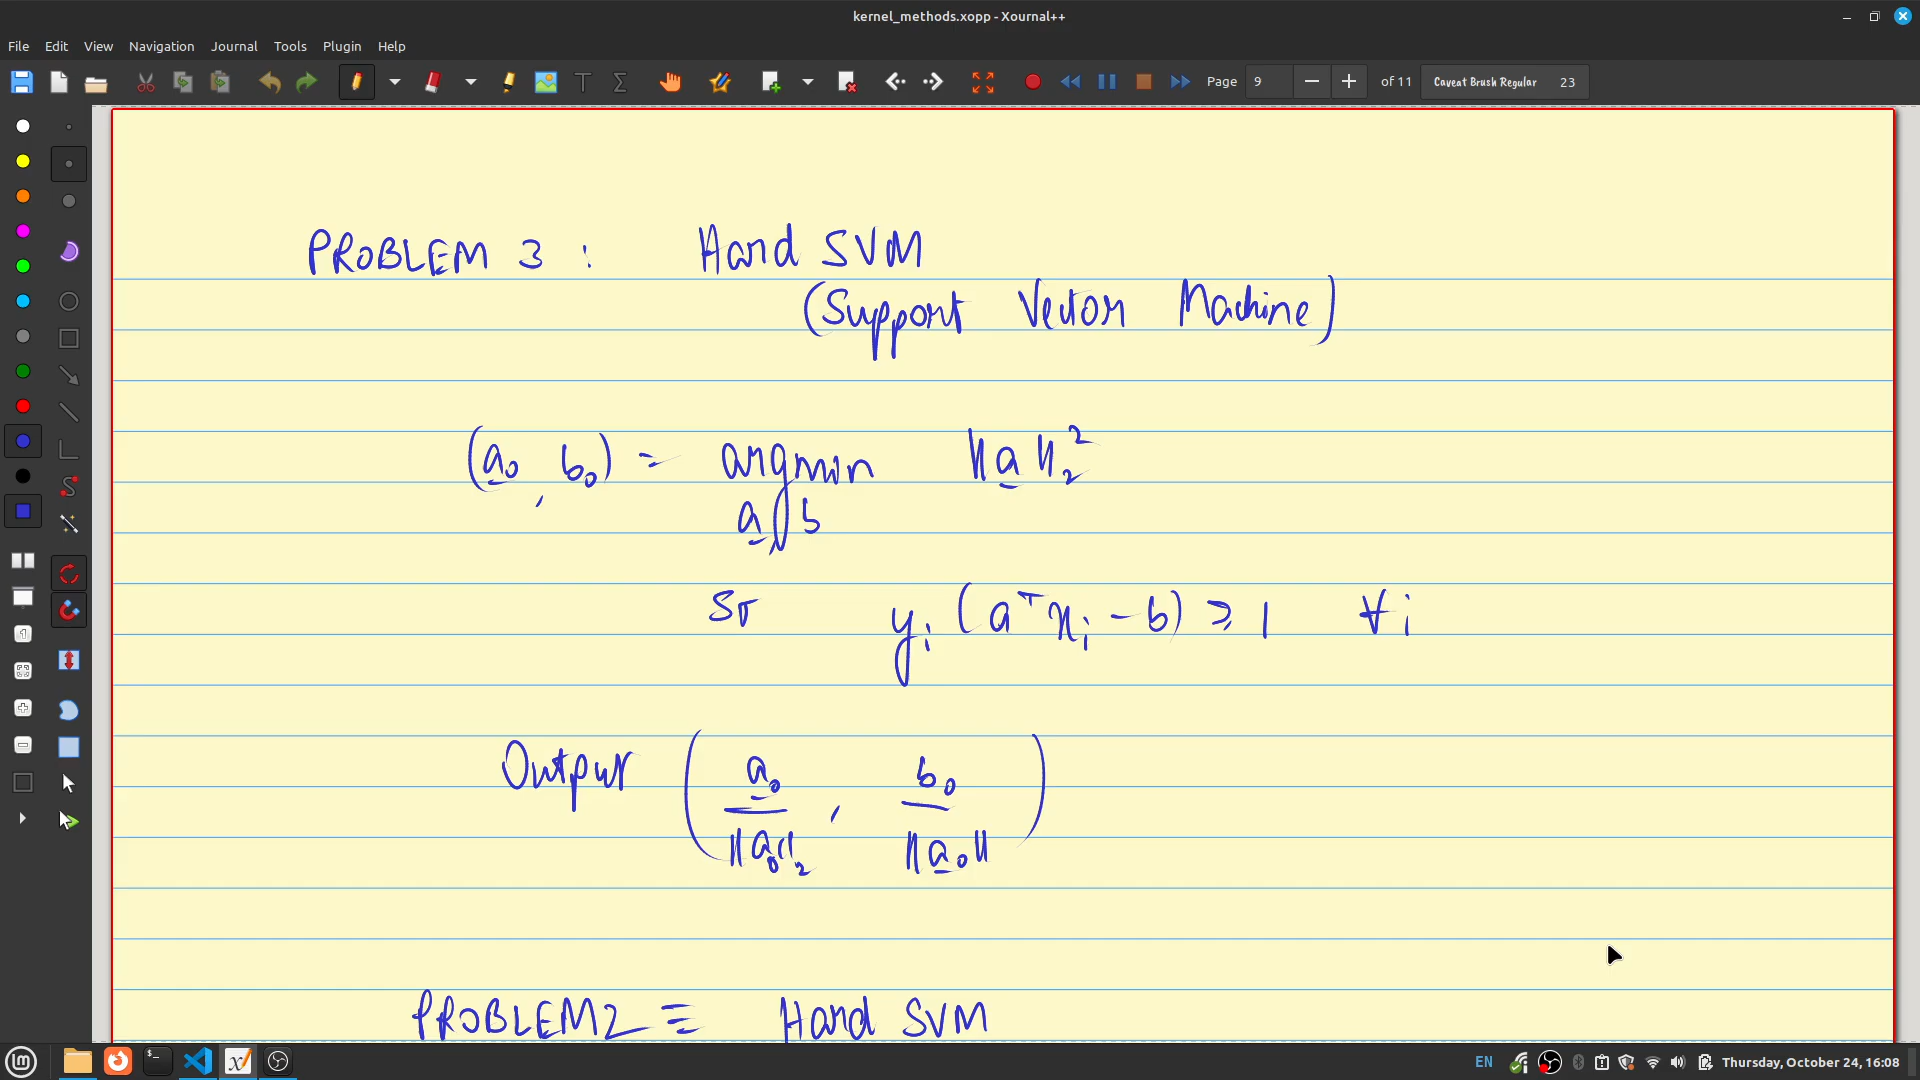 kernel_methods.xopp - Xournal++
File Edit View Navigation Journal Tools Plugin Help
Page 9 of 11 Caveat Brush Regular 23
PROBLEM 3 : Hard SVM
(Support Vector Machine)
(a₀, b₀) = argmin ‖a‖₂²
a, b
ST yᵢ (aᵀxᵢ – b) ⩾ 1 ∀ i
Output ( a₀ / ‖a₀‖₂ , b₀ / ‖a₀‖ )
PROBLEM 2 ≡ Hard SVM
EN Thursday, October 24, 16:08